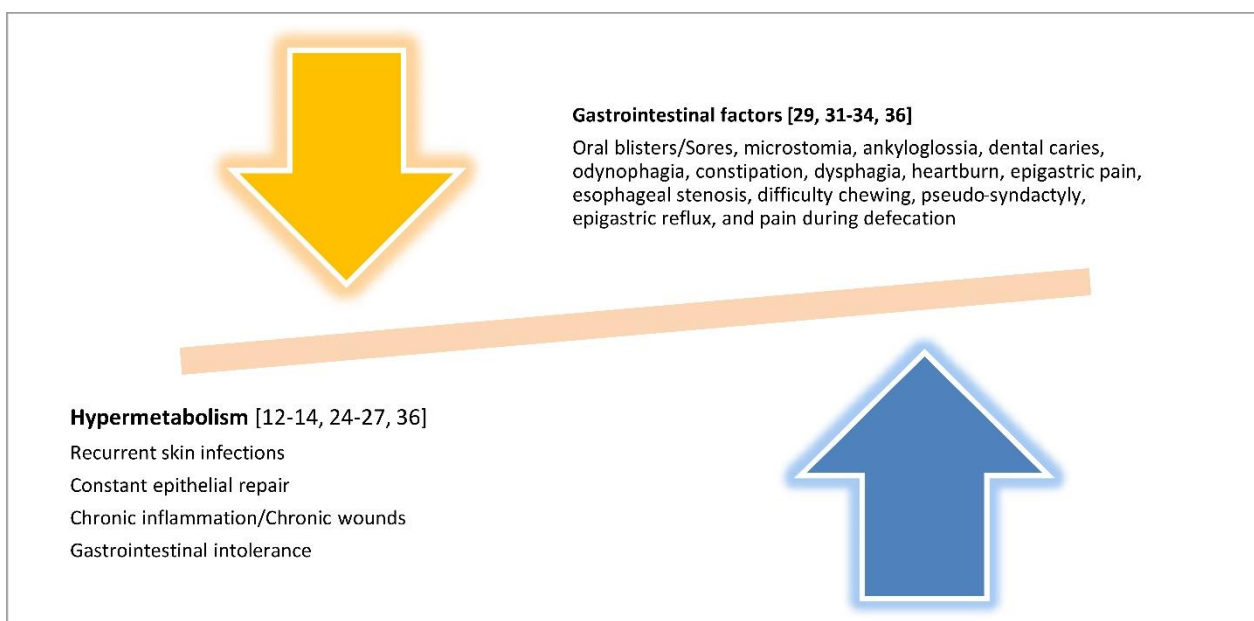 Gastrointestinal factors [29, 31-34, 36]
Oral blisters/Sores, microstomia, ankyloglossia, dental caries,
odynophagia, constipation, dysphagia, heartburn, epigastric pain,
esophageal stenosis, difficulty chewing, pseudo-syndactyly,
epigastric reflux, and pain during defecation
Hypermetabolism [12-14, 24-27, 36]
Recurrent skin infections
Constant epithelial repair
Chronic inflammation/Chronic wounds
Gastrointestinal intolerance